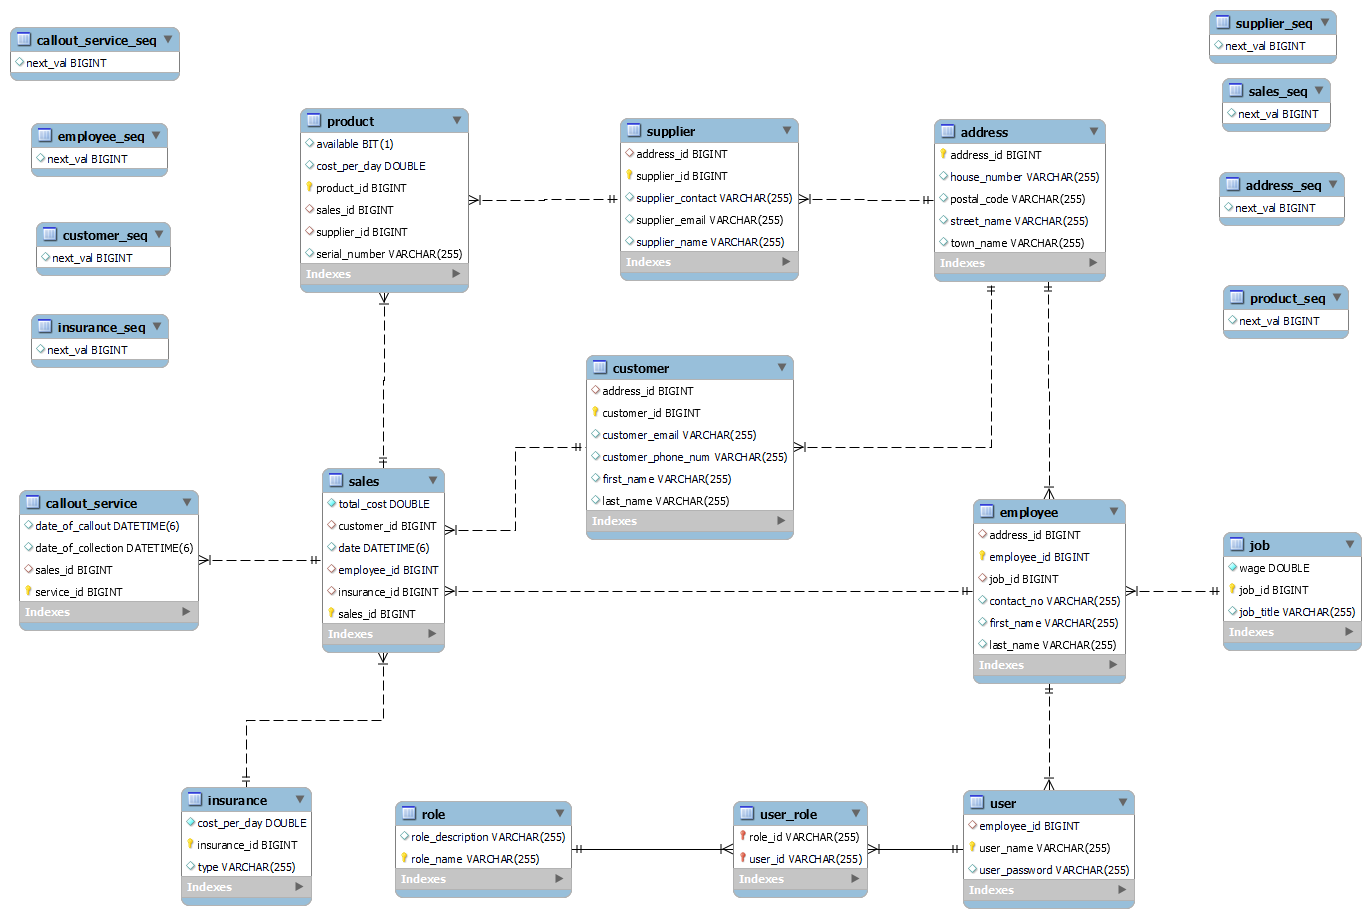 callout_service_seq
next_val BIGINT
employee_seq
next_val BIGINT
customer_seq
next_val BIGINT
insurance_seq
next_val BIGINT
product
available BIT(1)
cost_per_day DOUBLE
product_id BIGINT
sales_id BIGINT
supplier_id BIGINT
serial_number VARCHAR(255)
Indexes
supplier
address_id BIGINT
supplier_id BIGINT
supplier_contact VARCHAR(255)
supplier_email VARCHAR(255)
supplier_name VARCHAR(255)
Indexes
address
address_id BIGINT
house_number VARCHAR(255)
postal_code VARCHAR(255)
street_name VARCHAR(255)
town_name VARCHAR(255)
Indexes
supplier_seq
next_val BIGINT
sales_seq
next_val BIGINT
address_seq
next_val BIGINT
product_seq
next_val BIGINT
customer
address_id BIGINT
customer_id BIGINT
customer_email VARCHAR(255)
customer_phone_num VARCHAR(255)
first_name VARCHAR(255)
last_name VARCHAR(255)
Indexes
callout_service
date_of_callout DATETIME(6)
date_of_collection DATETIME(6)
sales_id BIGINT
service_id BIGINT
Indexes
sales
total_cost DOUBLE
customer_id BIGINT
date DATETIME(6)
employee_id BIGINT
insurance_id BIGINT
sales_id BIGINT
Indexes
employee
address_id BIGINT
employee_id BIGINT
job_id BIGINT
contact_no VARCHAR(255)
first_name VARCHAR(255)
last_name VARCHAR(255)
Indexes
job
wage DOUBLE
job_id BIGINT
job_title VARCHAR(255)
Indexes
insurance
cost_per_day DOUBLE
insurance_id BIGINT
type VARCHAR(255)
Indexes
role
role_description VARCHAR(255)
role_name VARCHAR(255)
Indexes
user_role
role_id VARCHAR(255)
user_id VARCHAR(255)
Indexes
user
employee_id BIGINT
user_name VARCHAR(255)
user_password VARCHAR(255)
Indexes